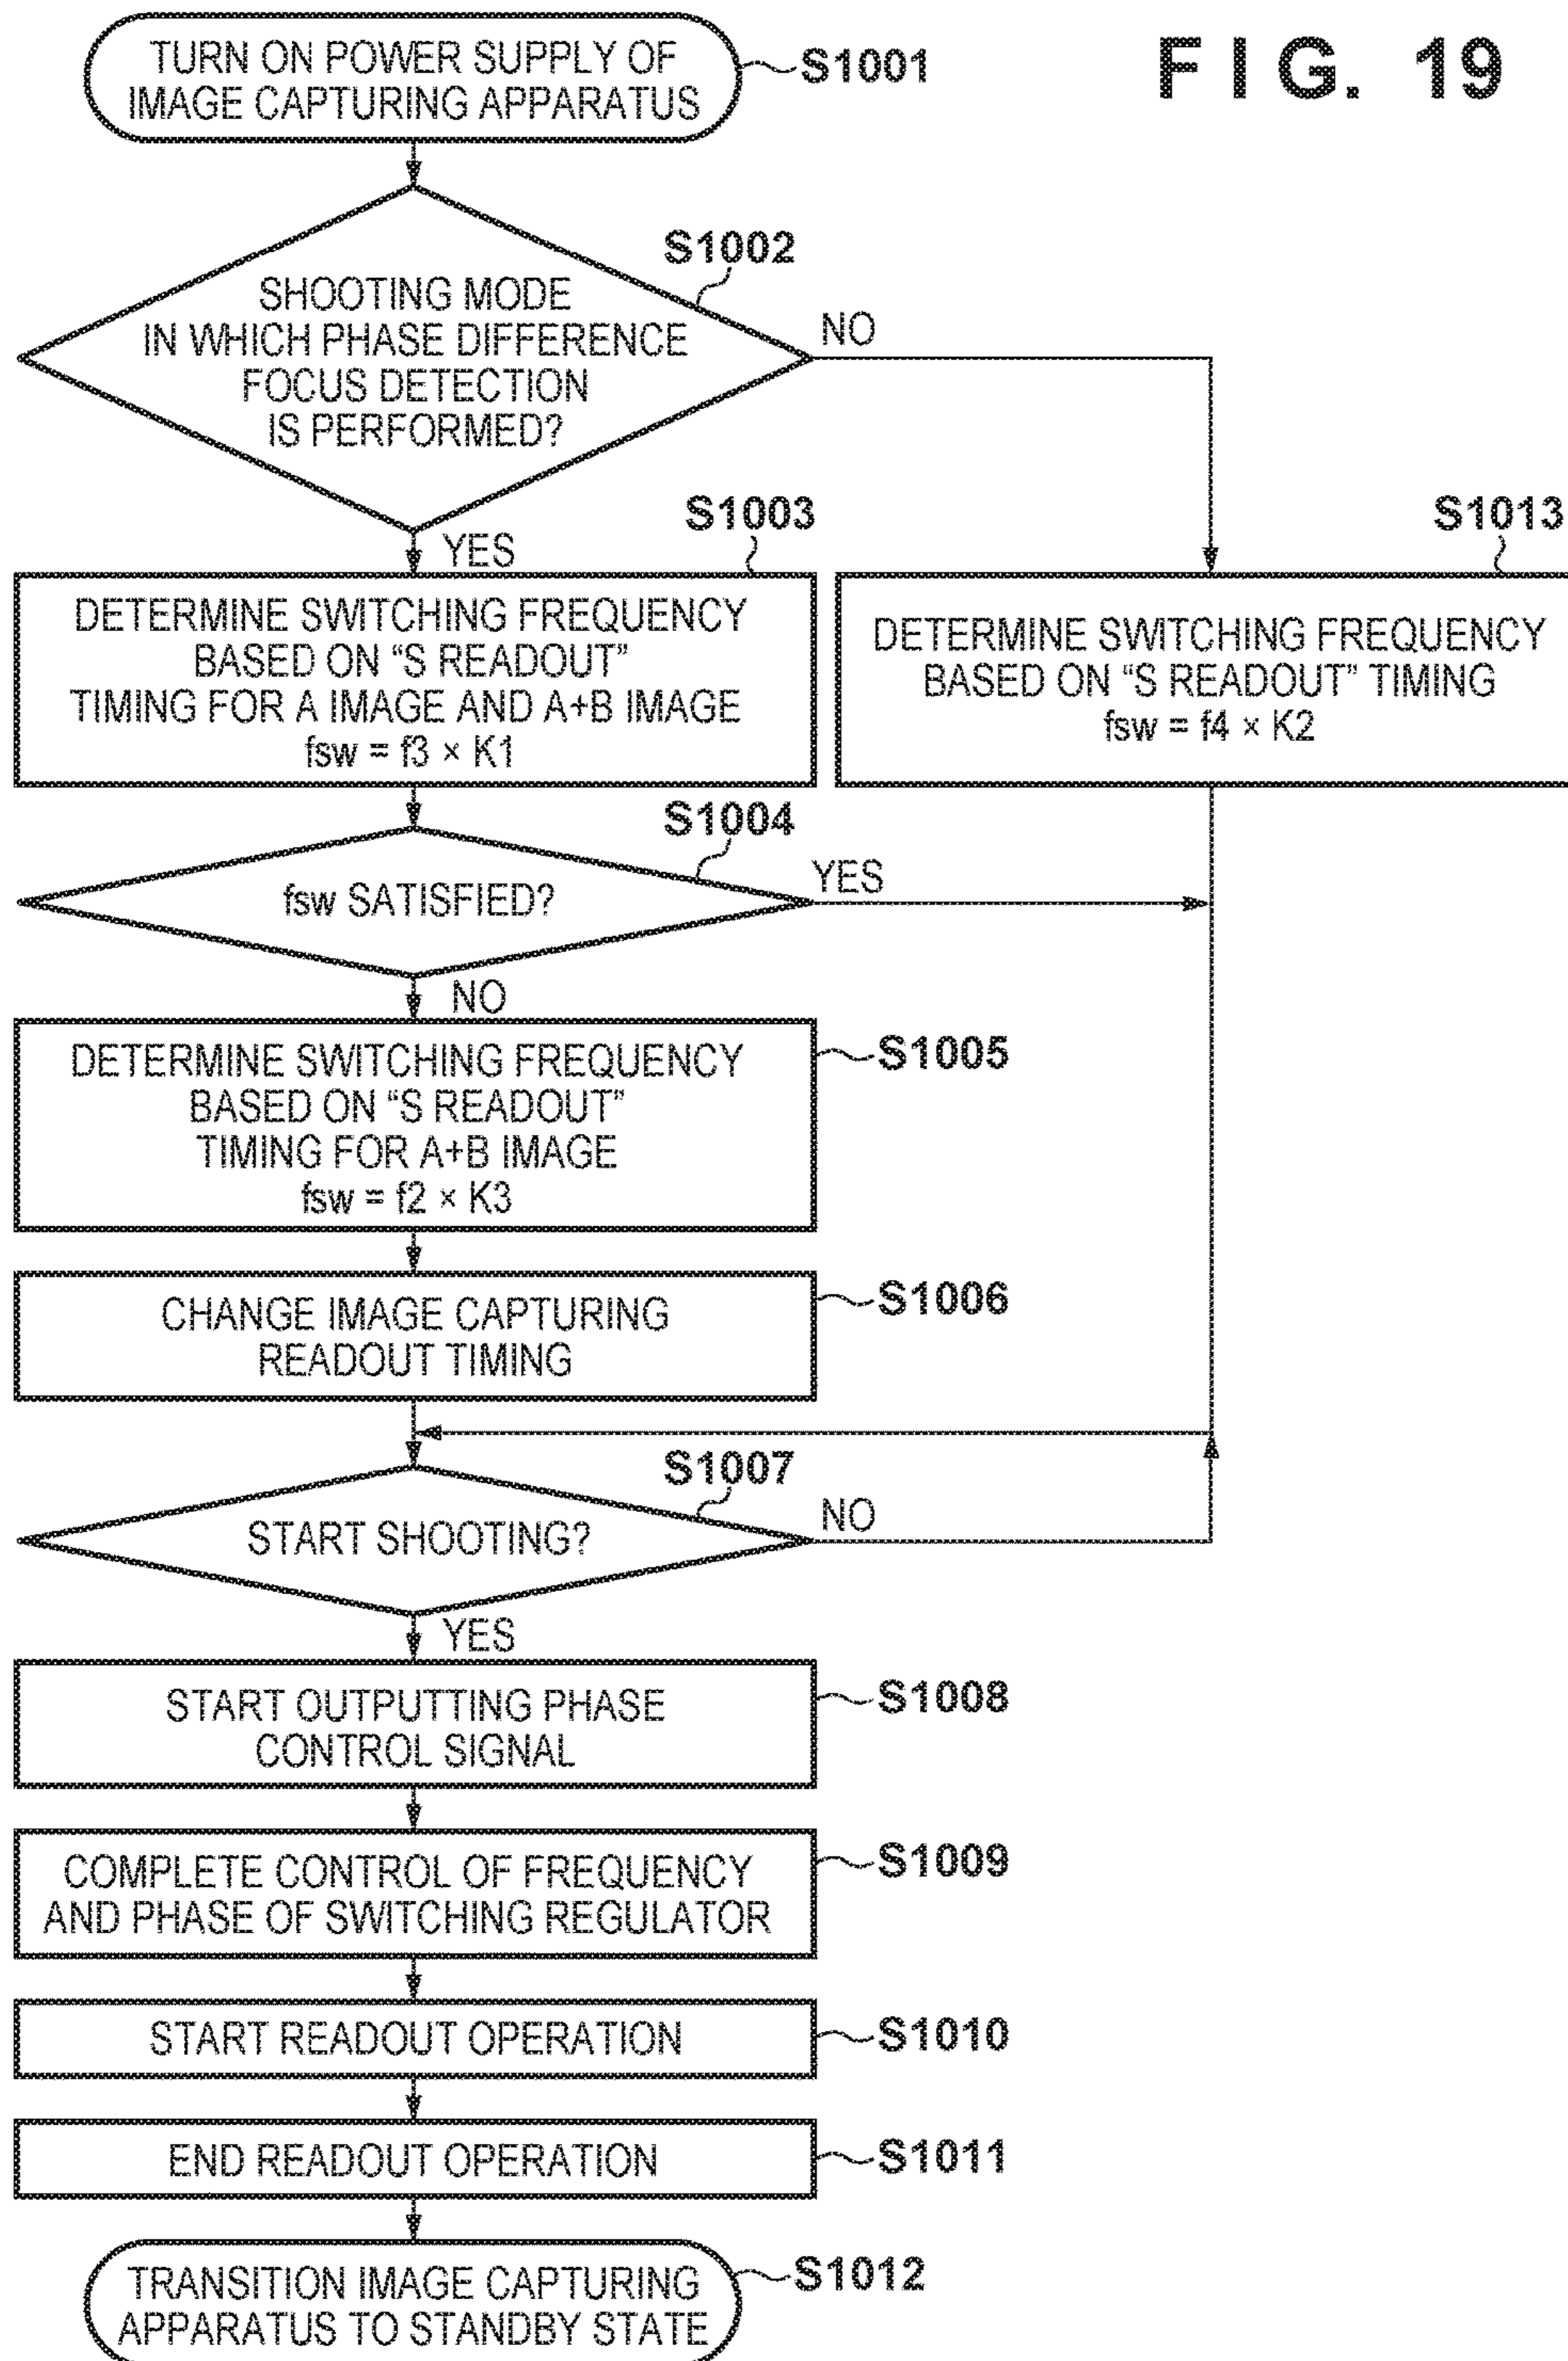 FIG. 19
TURN ON POWER SUPPLY OF
IMAGE CAPTURING APPARATUS
S1001
S1002
SHOOTING MODE
IN WHICH PHASE DIFFERENCE
FOCUS DETECTION
IS PERFORMED?
NO
YES
S1003
DETERMINE SWITCHING FREQUENCY
BASED ON “S READOUT”
TIMING FOR A IMAGE AND A+B IMAGE
fsw = f3 × K1
S1013
DETERMINE SWITCHING FREQUENCY
BASED ON “S READOUT” TIMING
fsw = f4 × K2
S1004
fsw SATISFIED?
YES
NO
DETERMINE SWITCHING FREQUENCY
BASED ON “S READOUT”
TIMING FOR A+B IMAGE
fsw = f2 × K3
S1005
CHANGE IMAGE CAPTURING
READOUT TIMING
S1006
S1007
START SHOOTING?
NO
YES
START OUTPUTTING PHASE
CONTROL SIGNAL
S1008
COMPLETE CONTROL OF FREQUENCY
AND PHASE OF SWITCHING REGULATOR
S1009
START READOUT OPERATION
S1010
END READOUT OPERATION
S1011
TRANSITION IMAGE CAPTURING
APPARATUS TO STANDBY STATE
S1012